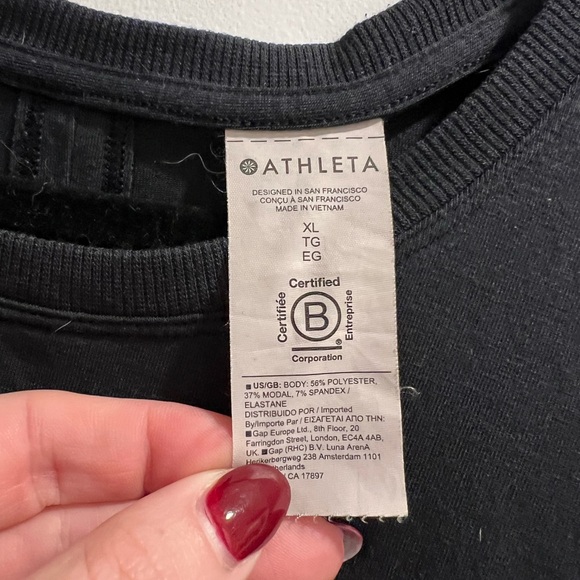 ATHLETA
DESIGNED IN SAN FRANCISCO
CONÇU À SAN FRANCISCO
MADE IN VIETNAM
XL
TG
EG
Certified
Certifiée
B
Entreprise
®
Corporation
US/GB: BODY: 56% POLYESTER,
37% MODAL, 7% SPANDEX /
ELASTANE
DISTRIBUIDO POR / Imported
By/Importe Par / ΕΙΣΑΓΕΤΑΙ ΑΠΟ ΤΗΝ:
Gap Europe Ltd., 8th Floor, 20
Farringdon Street, London, EC4A 4AB,
UK. Gap (RHC) B.V. Luna ArenA
Herikerbergweg 238 Amsterdam 1101
CA 17897